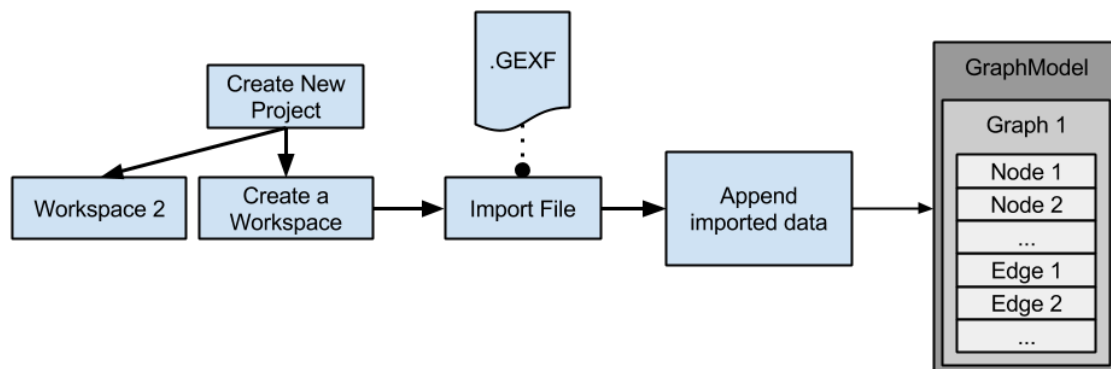 .GEXF
Create New
Project
Workspace 2
Create a
Workspace
Import File
Append
imported data
GraphModel
Graph 1
Node 1
Node 2
...
Edge 1
Edge 2
...